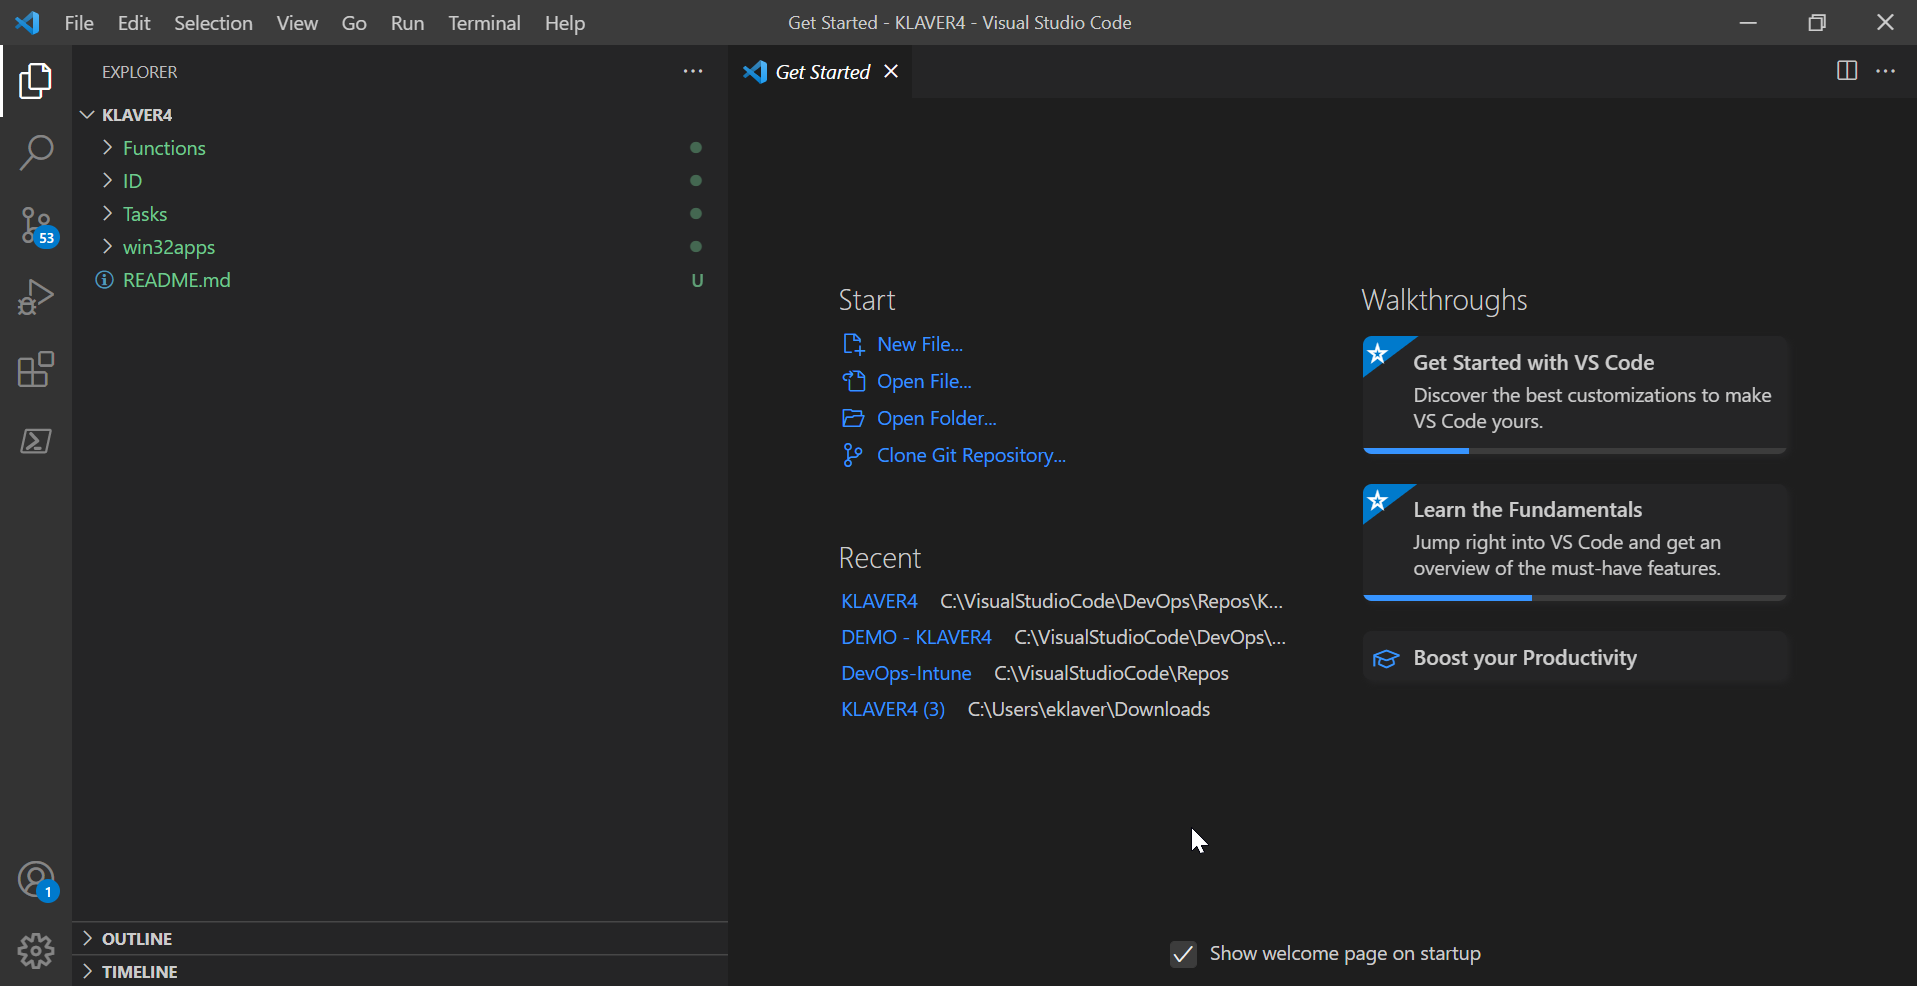 File Edit Selection View Go Run Terminal Help
Get Started - KLAVER4 - Visual Studio Code
EXPLORER
KLAVER4
Functions
ID
Tasks
win32apps
README.md U
53
1
OUTLINE
TIMELINE
Get Started
Start
New File...
Open File...
Open Folder...
Clone Git Repository...
Recent
KLAVER4 C:\VisualStudioCode\DevOps\Repos\K...
DEMO - KLAVER4 C:\VisualStudioCode\DevOps\...
DevOps-Intune C:\VisualStudioCode\Repos
KLAVER4 (3) C:\Users\eklaver\Downloads
Walkthroughs
Get Started with VS Code
Discover the best customizations to make
VS Code yours.
Learn the Fundamentals
Jump right into VS Code and get an
overview of the must-have features.
Boost your Productivity
Show welcome page on startup